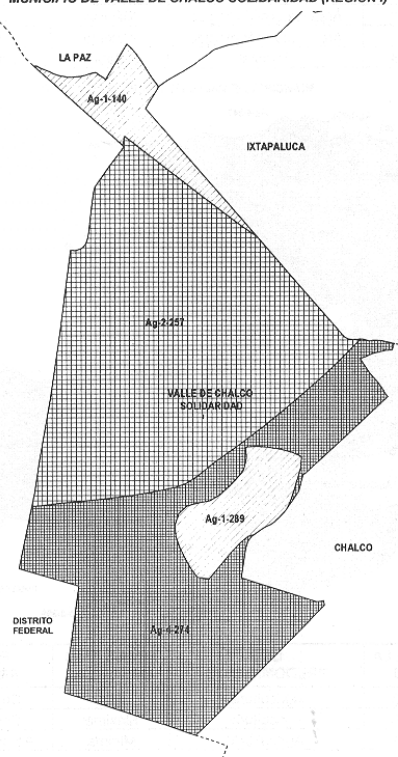 MUNICIPIO DE VALLE DE CHALCO SOLIDARIDAD (REGION I)
LA PAZ
Ag-1-140
IXTAPALUCA
Ag-2-257
VALLE DE CHALCO
SOLIDARIDAD
Ag-1-289
CHALCO
DISTRITO
FEDERAL
Ag-4-274